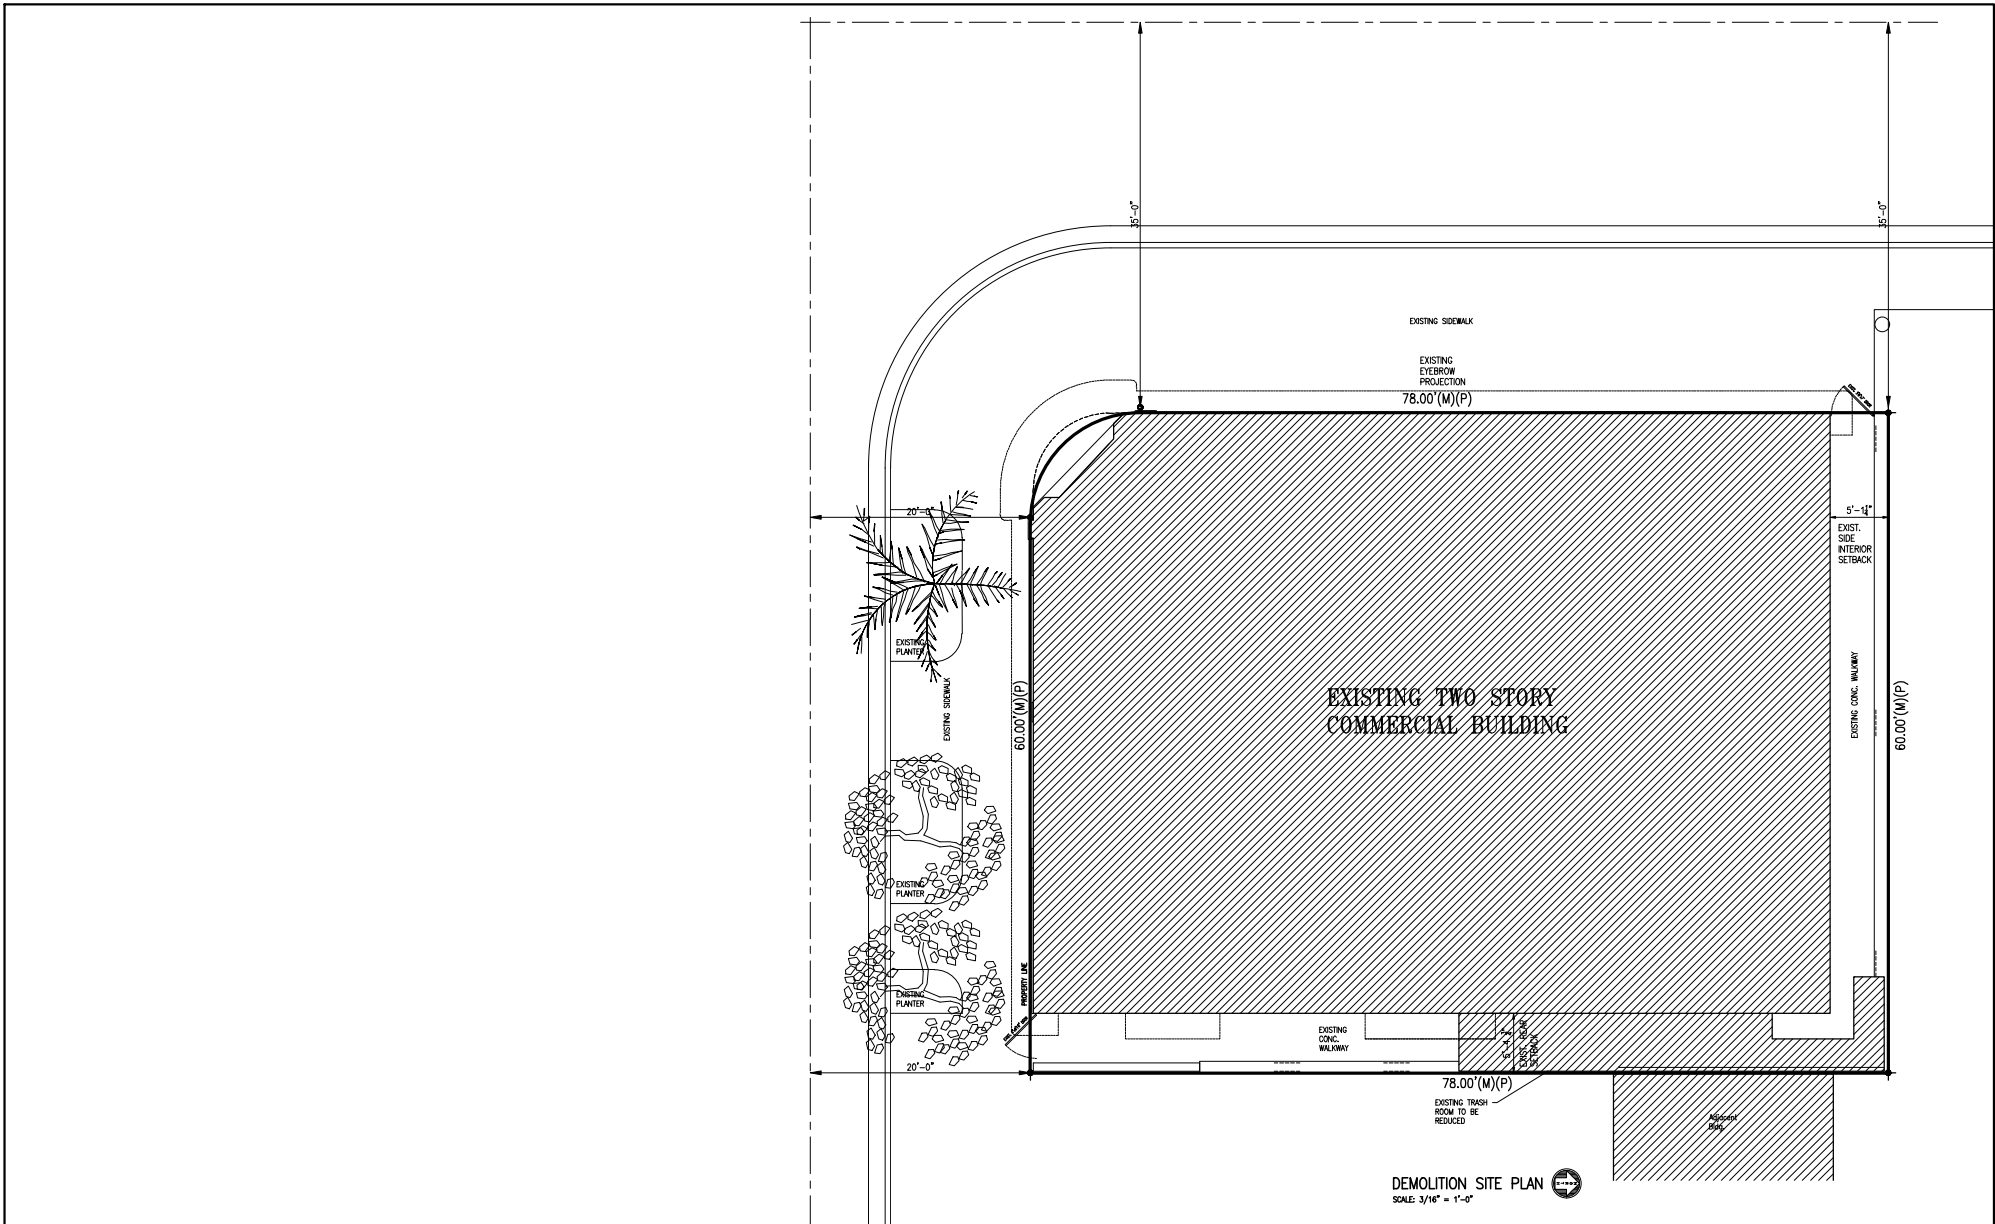 35'-0"
35'-0"
EXISTING SIDEWALK
EXISTING
EYEBROW
PROJECTION
78.00'(M)(P)
20'-0"
EXIST.
SIDE
INTERIOR
SETBACK
EXISTING
PLANTER
EXISTING SIDEWALK
60.00'(M)(P)
EXISTING TWO STORY
COMMERCIAL BUILDING
EXISTING CONC. WALKWAY
60.00'(M)(P)
EXISTING
PLANTER
PROPERTY LINE
EXISTING
PLANTER
EXISTING
CONC.
WALKWAY
EXIST. REAR
SETBACK
20'-0"
78.00'(M)(P)
EXISTING TRASH
ROOM TO BE
REDUCED
Adjacent
Bldg.
DEMOLITION SITE PLAN
SCALE: 3/16" = 1'-0"